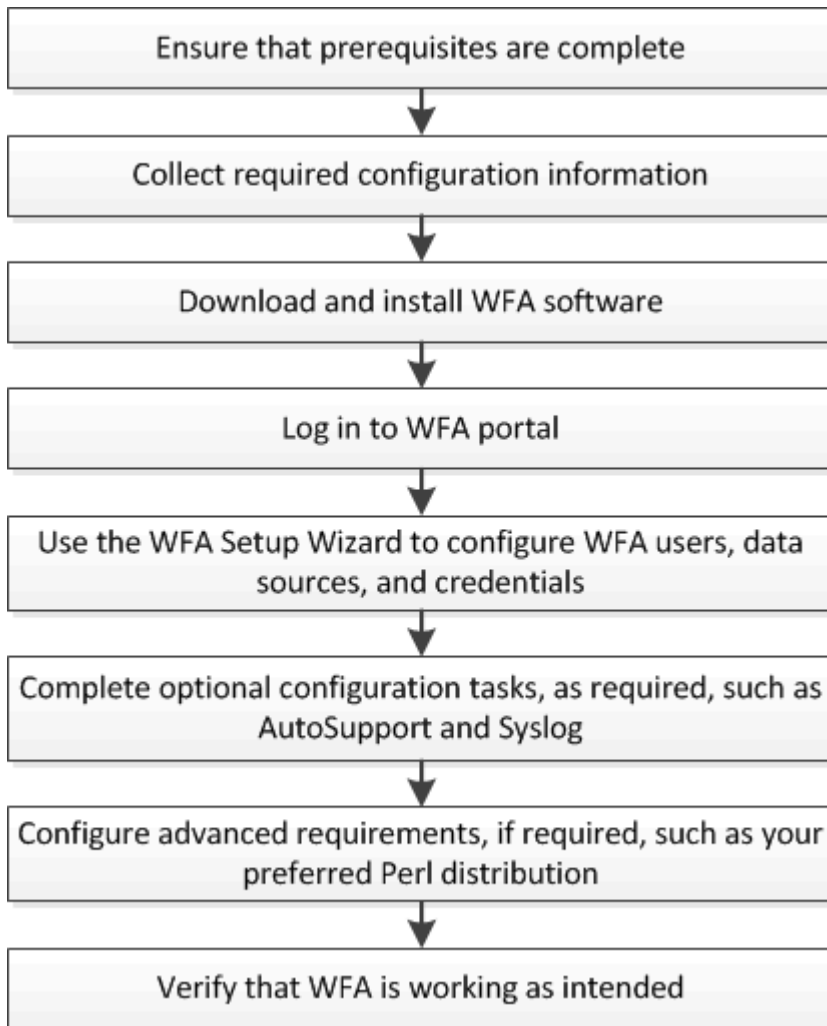 Ensure that prerequisites are complete
Collect required configuration information
Download and install WFA software
Log in to WFA portal
Use the WFA Setup Wizard to configure WFA users, data
sources, and credentials
Complete optional configuration tasks, as required, such as
AutoSupport and Syslog
Configure advanced requirements, if required, such as your
preferred Perl distribution
Verify that WFA is working as intended